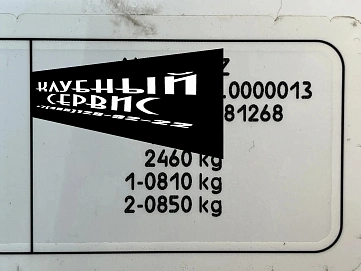 КЛУБНЫЙ
СЕРВИС
0000013
81268
2460 kg
1-0810 kg
2-0850 kg